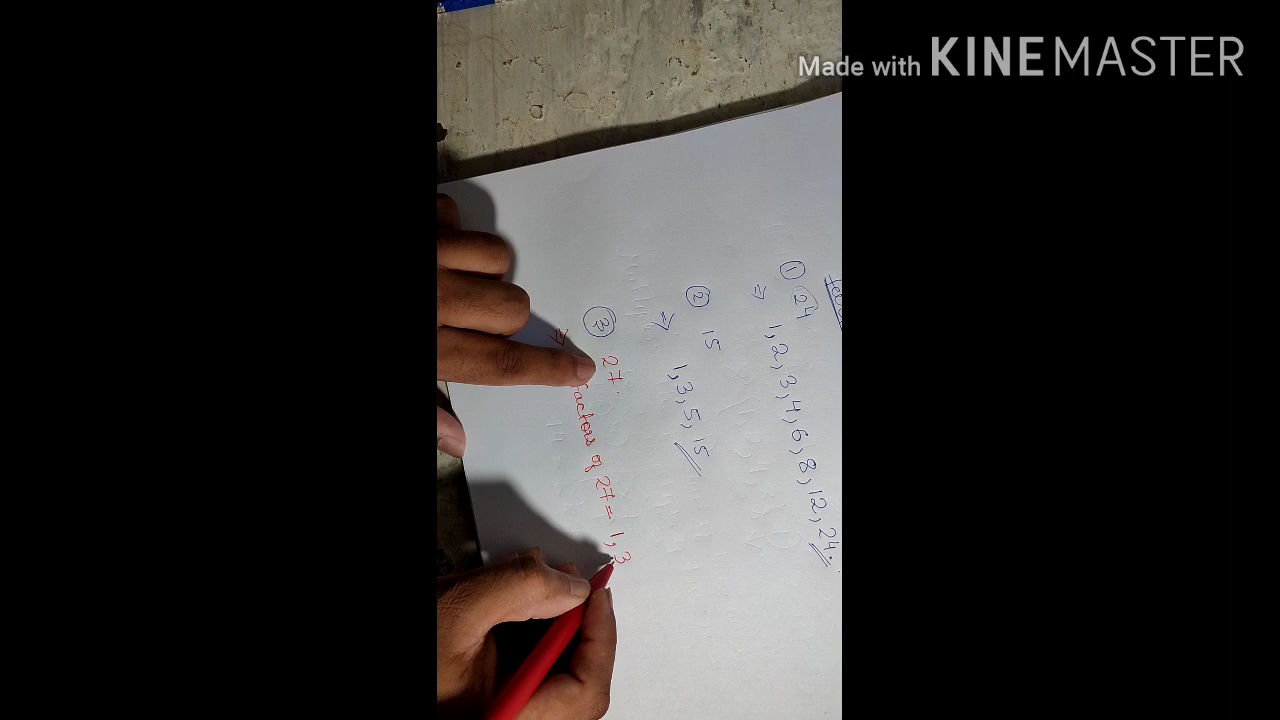 Made with KINEMASTER
① 24
⇒ 1, 2, 3, 4, 6, 8, 12, 24.
② 15
⇒ 1, 3, 5, 15
③ 27.
⇒ factors of 27 = 1, 3